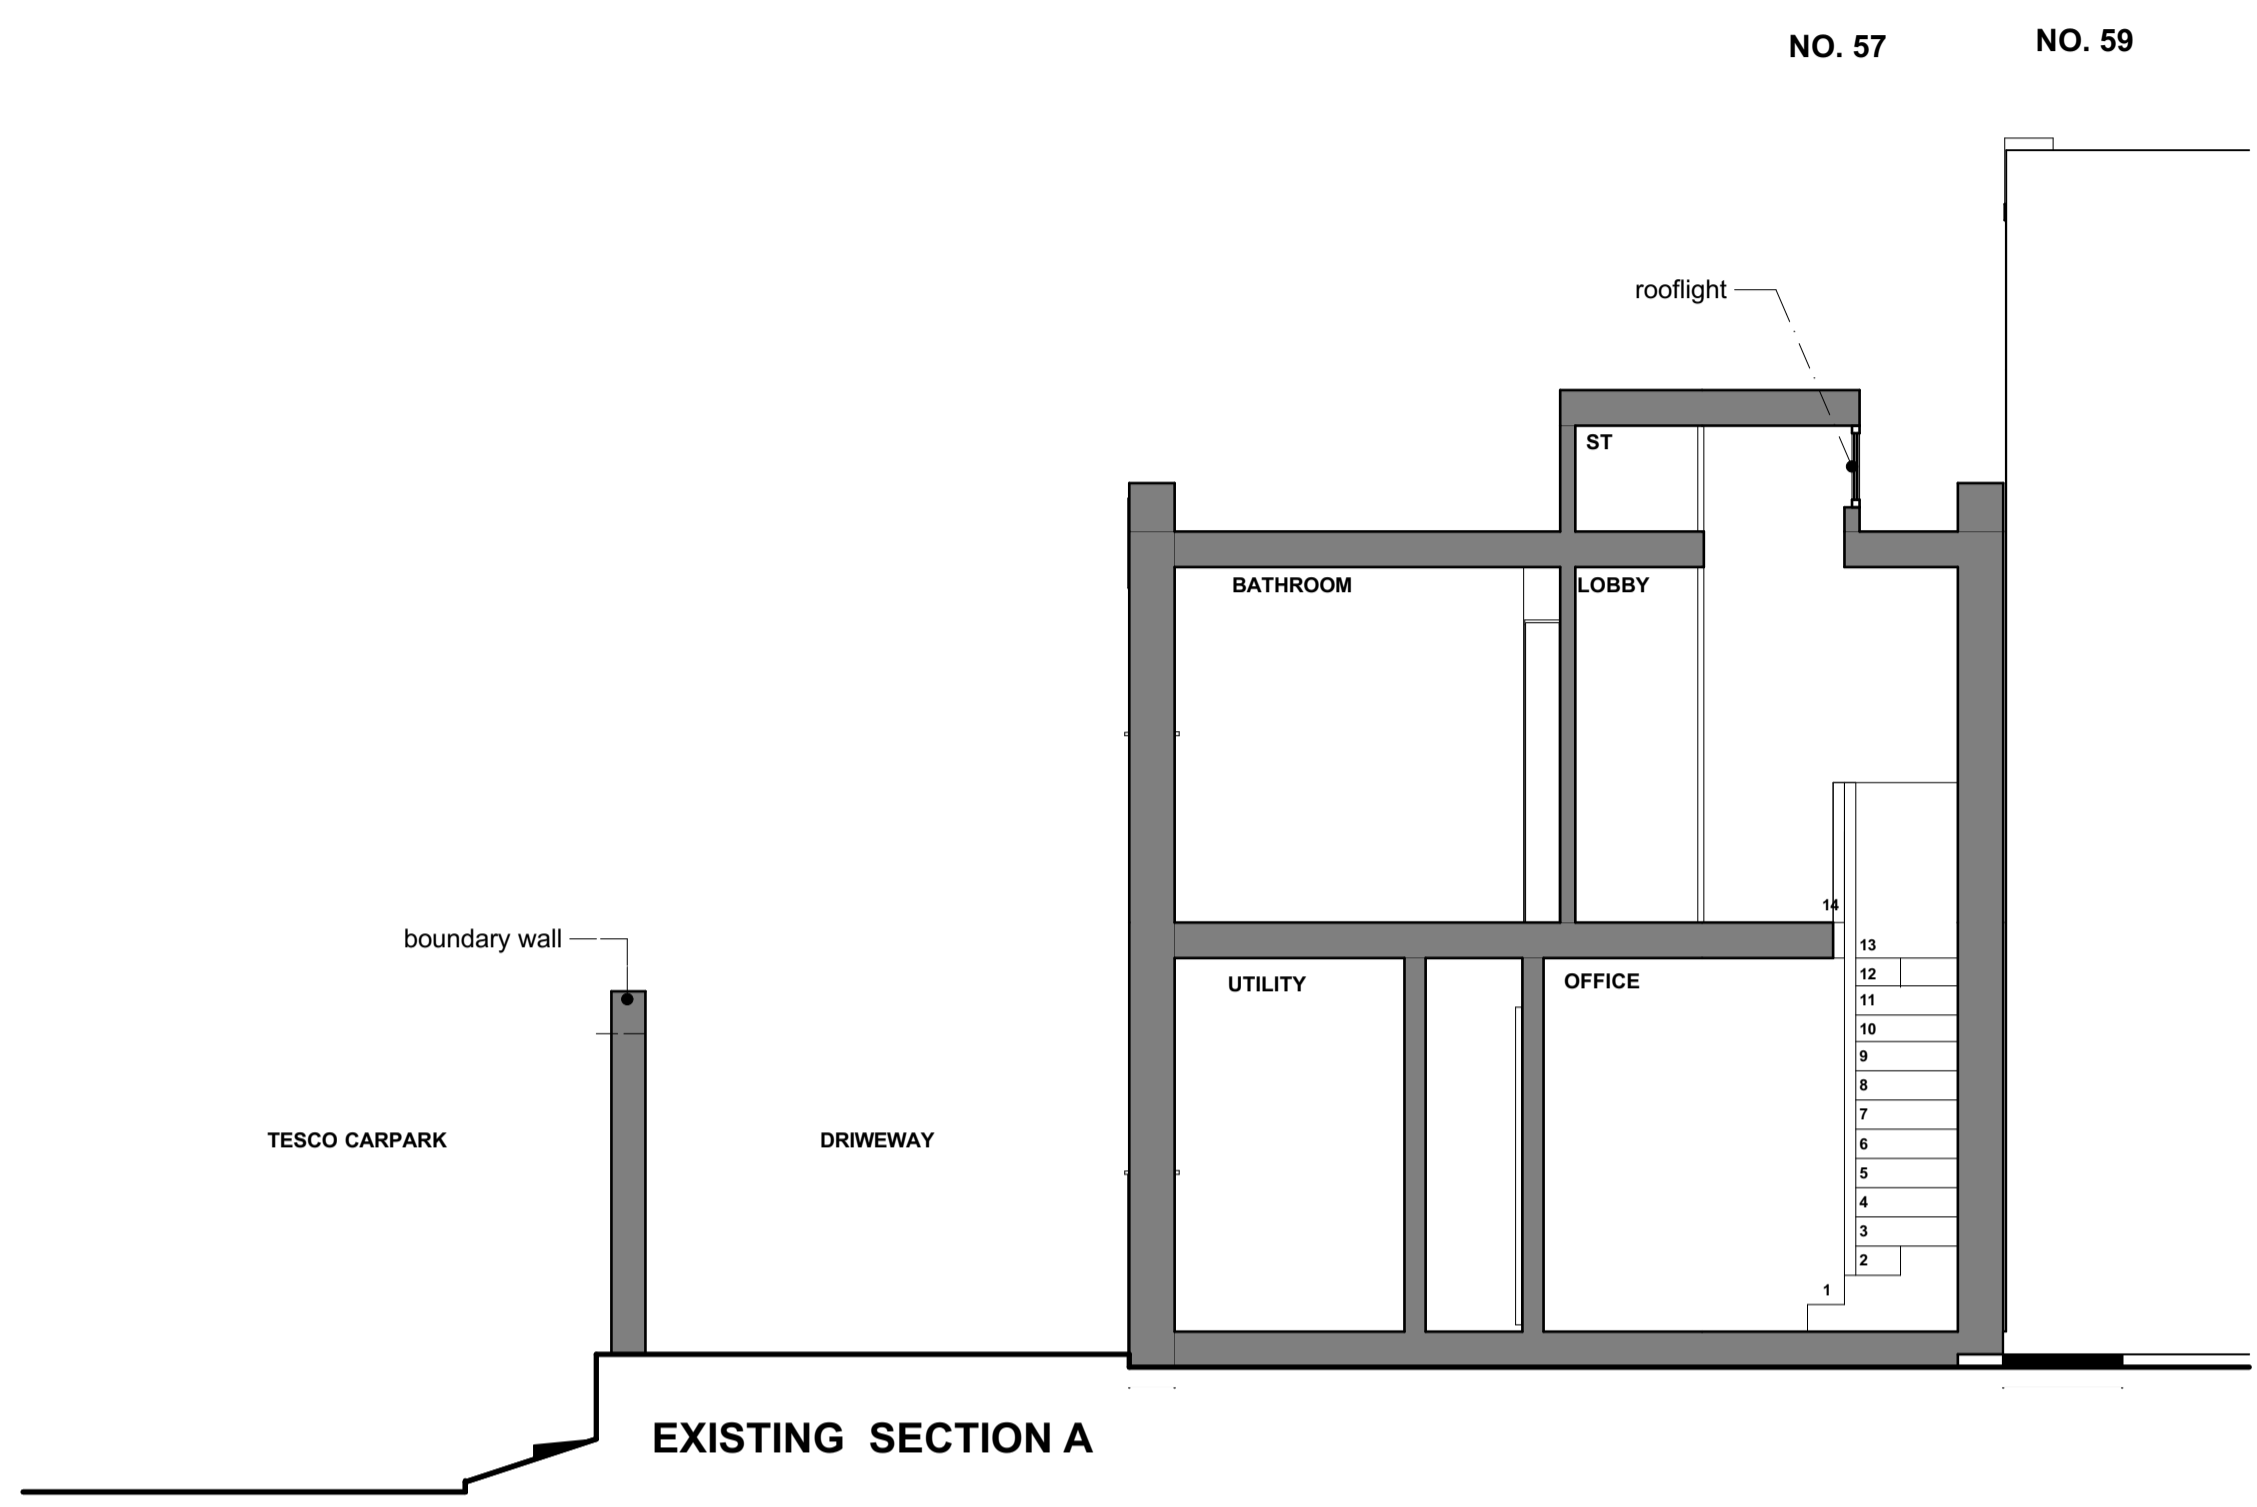 NO. 57
NO. 59
rooflight
ST
BATHROOM
LOBBY
14
boundary wall
13
12
UTILITY
OFFICE
11
10
9
8
7
TESCO CARPARK
DRIWEWAY
6
5
4
3
2
1
EXISTING SECTION A